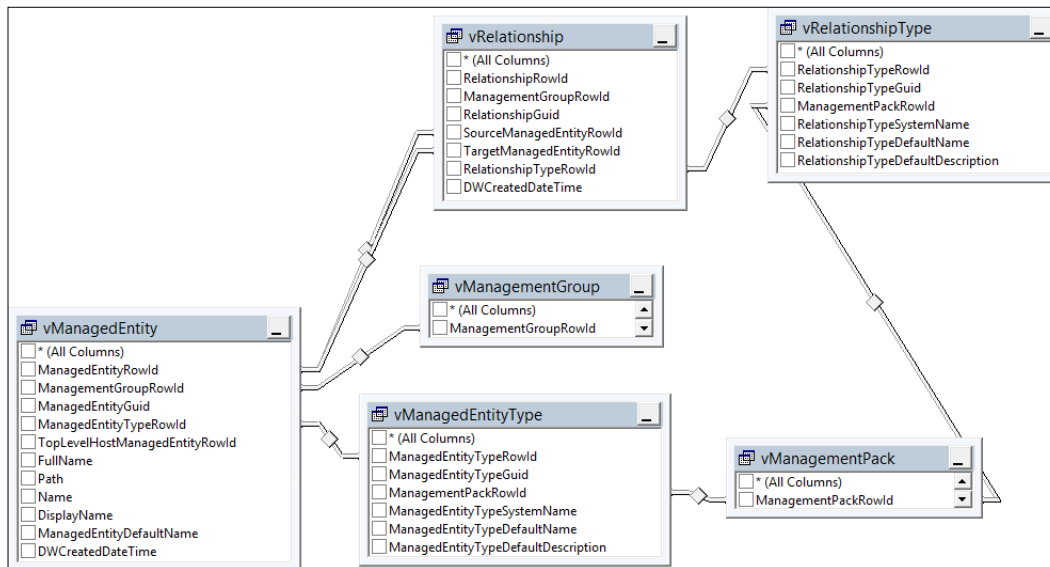 vRelationship
* (All Columns)
RelationshipRowId
ManagementGroupRowId
RelationshipGuid
SourceManagedEntityRowId
TargetManagedEntityRowId
RelationshipTypeRowId
DWCreatedDateTime
vRelationshipType
* (All Columns)
RelationshipTypeRowId
RelationshipTypeGuid
ManagementPackRowId
RelationshipTypeSystemName
RelationshipTypeDefaultName
RelationshipTypeDefaultDescription
vManagementGroup
* (All Columns)
ManagementGroupRowId
vManagedEntity
* (All Columns)
ManagedEntityRowId
ManagementGroupRowId
ManagedEntityGuid
ManagedEntityTypeRowId
TopLevelHostManagedEntityRowId
FullName
Path
Name
DisplayName
ManagedEntityDefaultName
DWCreatedDateTime
vManagedEntityType
* (All Columns)
ManagedEntityTypeRowId
ManagedEntityTypeGuid
ManagementPackRowId
ManagedEntityTypeSystemName
ManagedEntityTypeDefaultName
ManagedEntityTypeDefaultDescription
vManagementPack
* (All Columns)
ManagementPackRowId